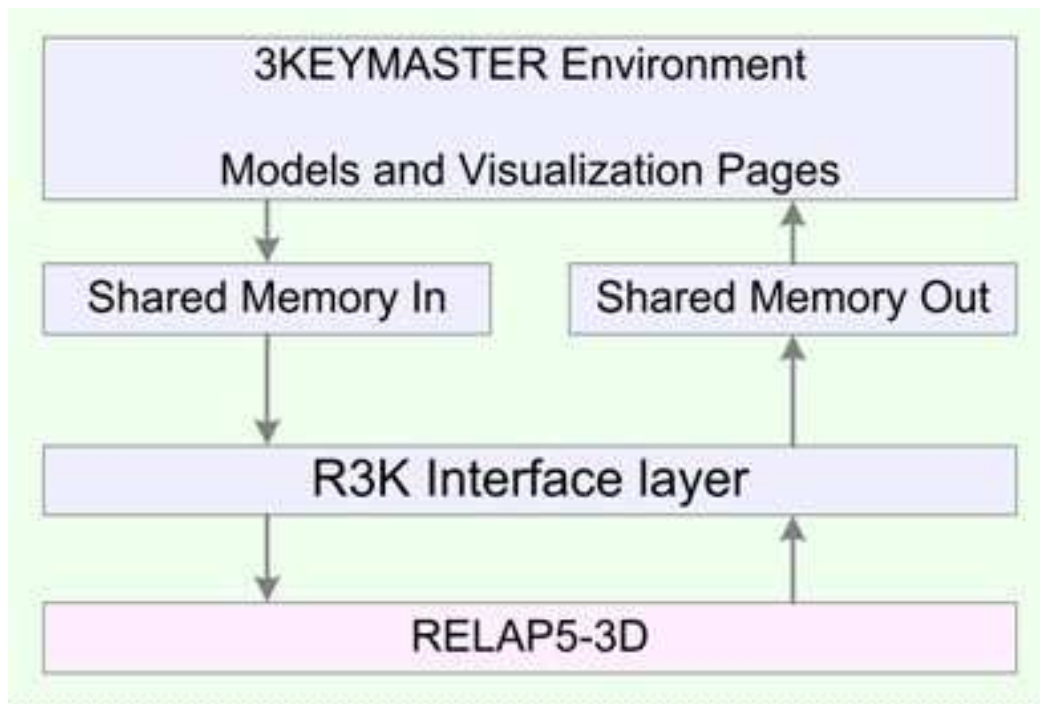 3KEYMASTER Environment
Models and Visualization Pages
Shared Memory In
Shared Memory Out
R3K Interface layer
RELAP5-3D